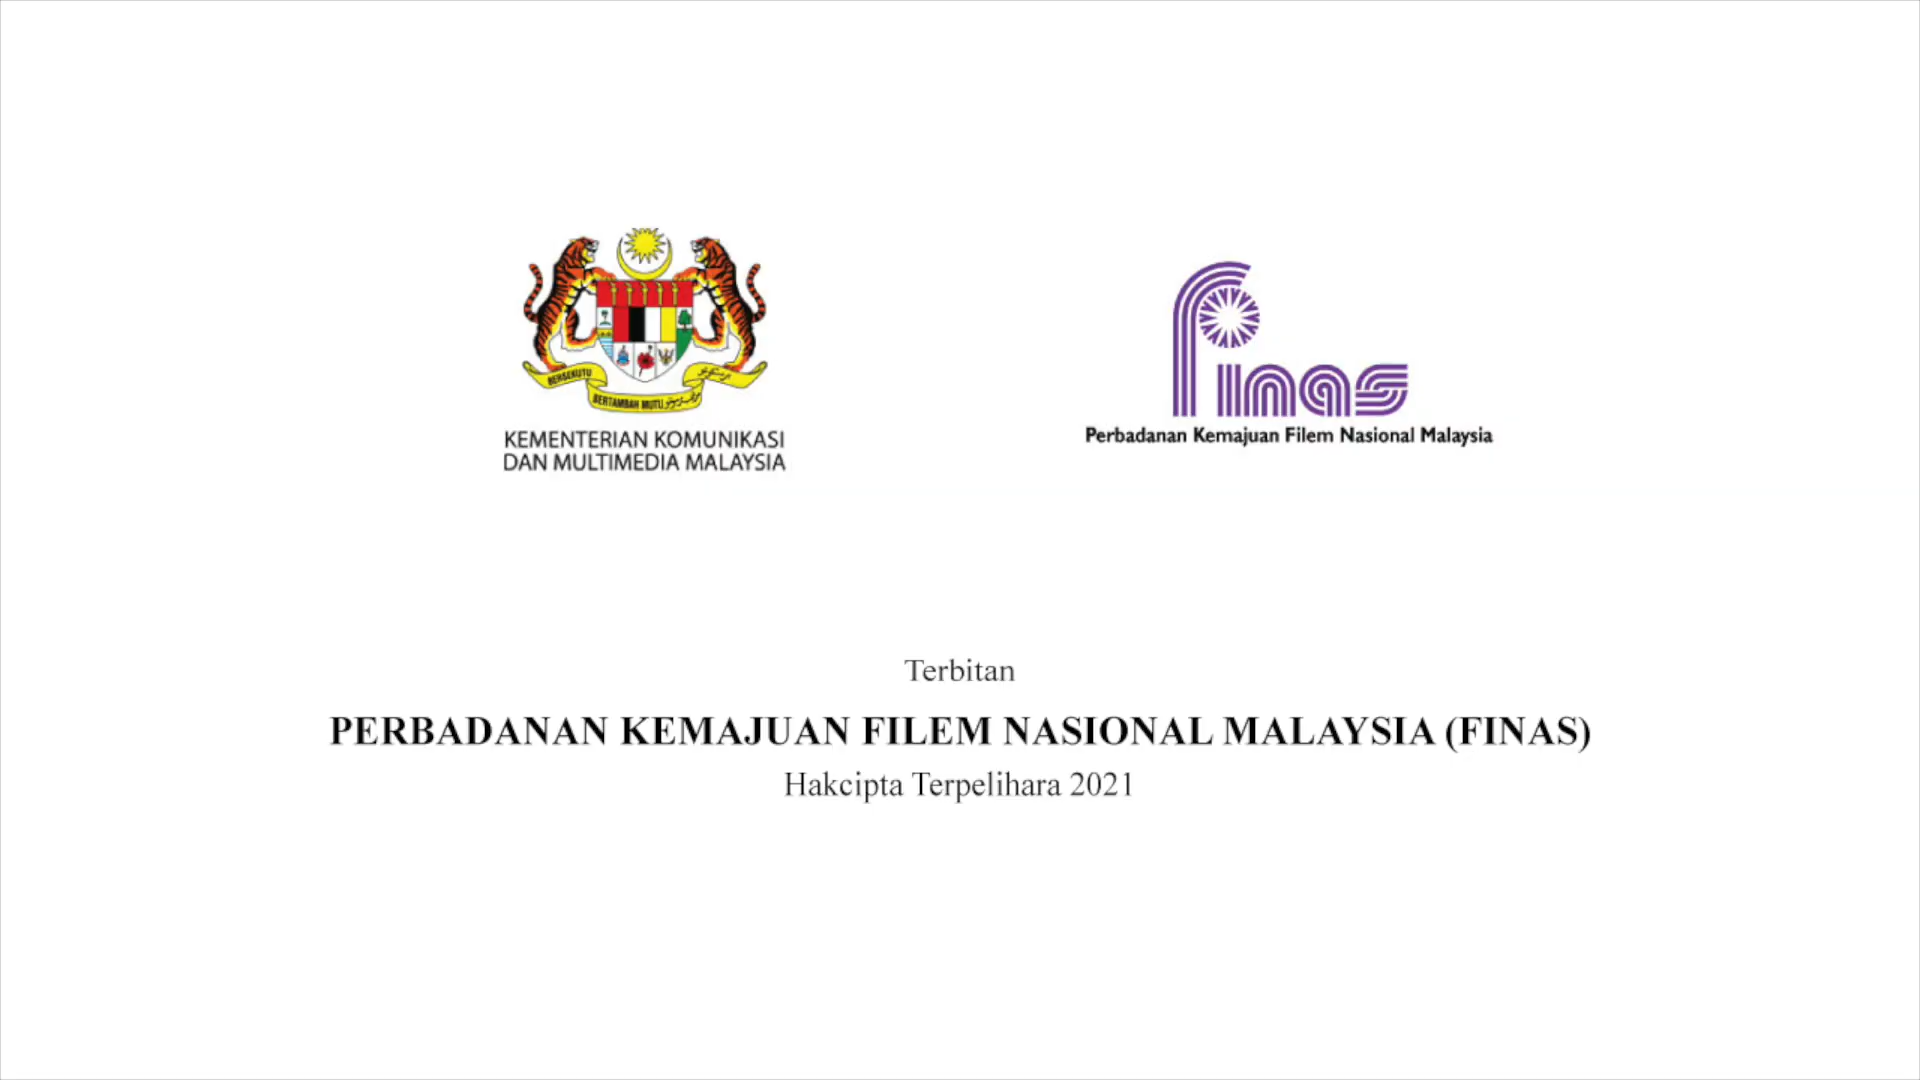 BERSEKUTU
BERTAMBAH MUTU
KEMENTERIAN KOMUNIKASI
DAN MULTIMEDIA MALAYSIA
Finas
Perbadanan Kemajuan Filem Nasional Malaysia
Terbitan
PERBADANAN KEMAJUAN FILEM NASIONAL MALAYSIA (FINAS)
Hakcipta Terpelihara 2021